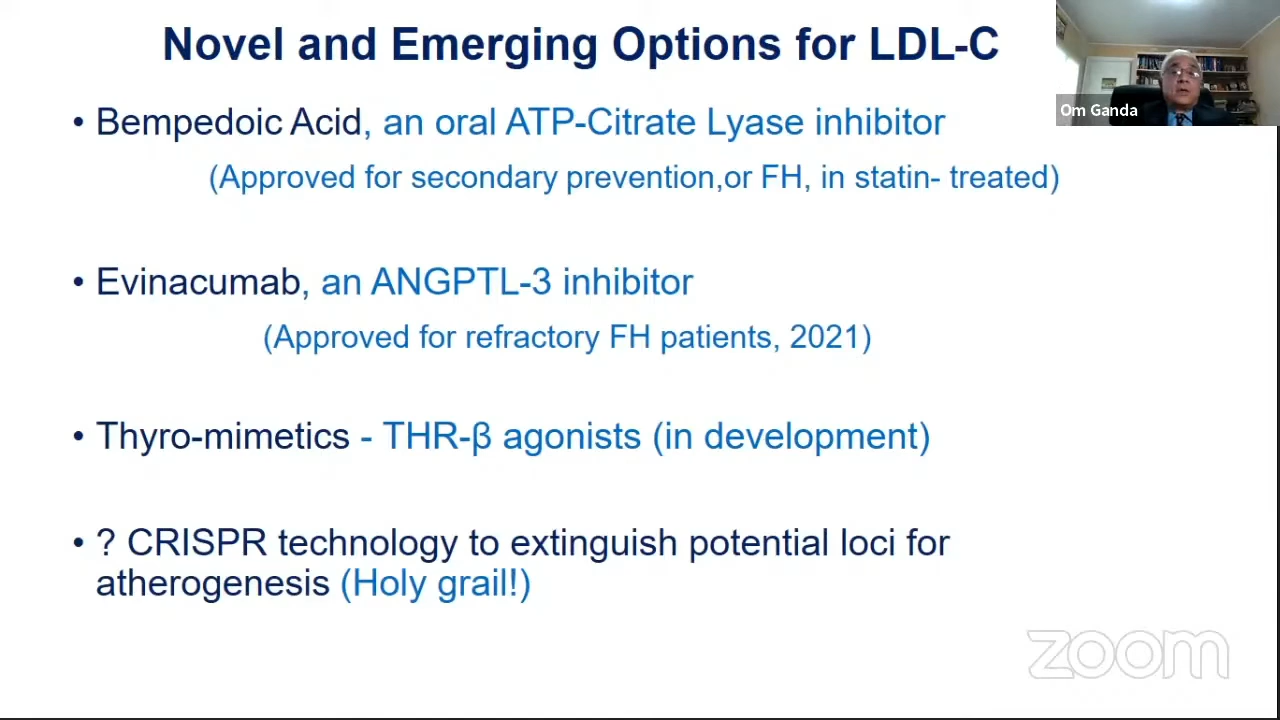 Novel and Emerging Options for LDL-C
Om Ganda
• Bempedoic Acid, an oral ATP-Citrate Lyase inhibitor
(Approved for secondary prevention,or FH, in statin- treated)
• Evinacumab, an ANGPTL-3 inhibitor
(Approved for refractory FH patients, 2021)
• Thyro-mimetics - THR-β agonists (in development)
• ? CRISPR technology to extinguish potential loci for
atherogenesis (Holy grail!)
zoom